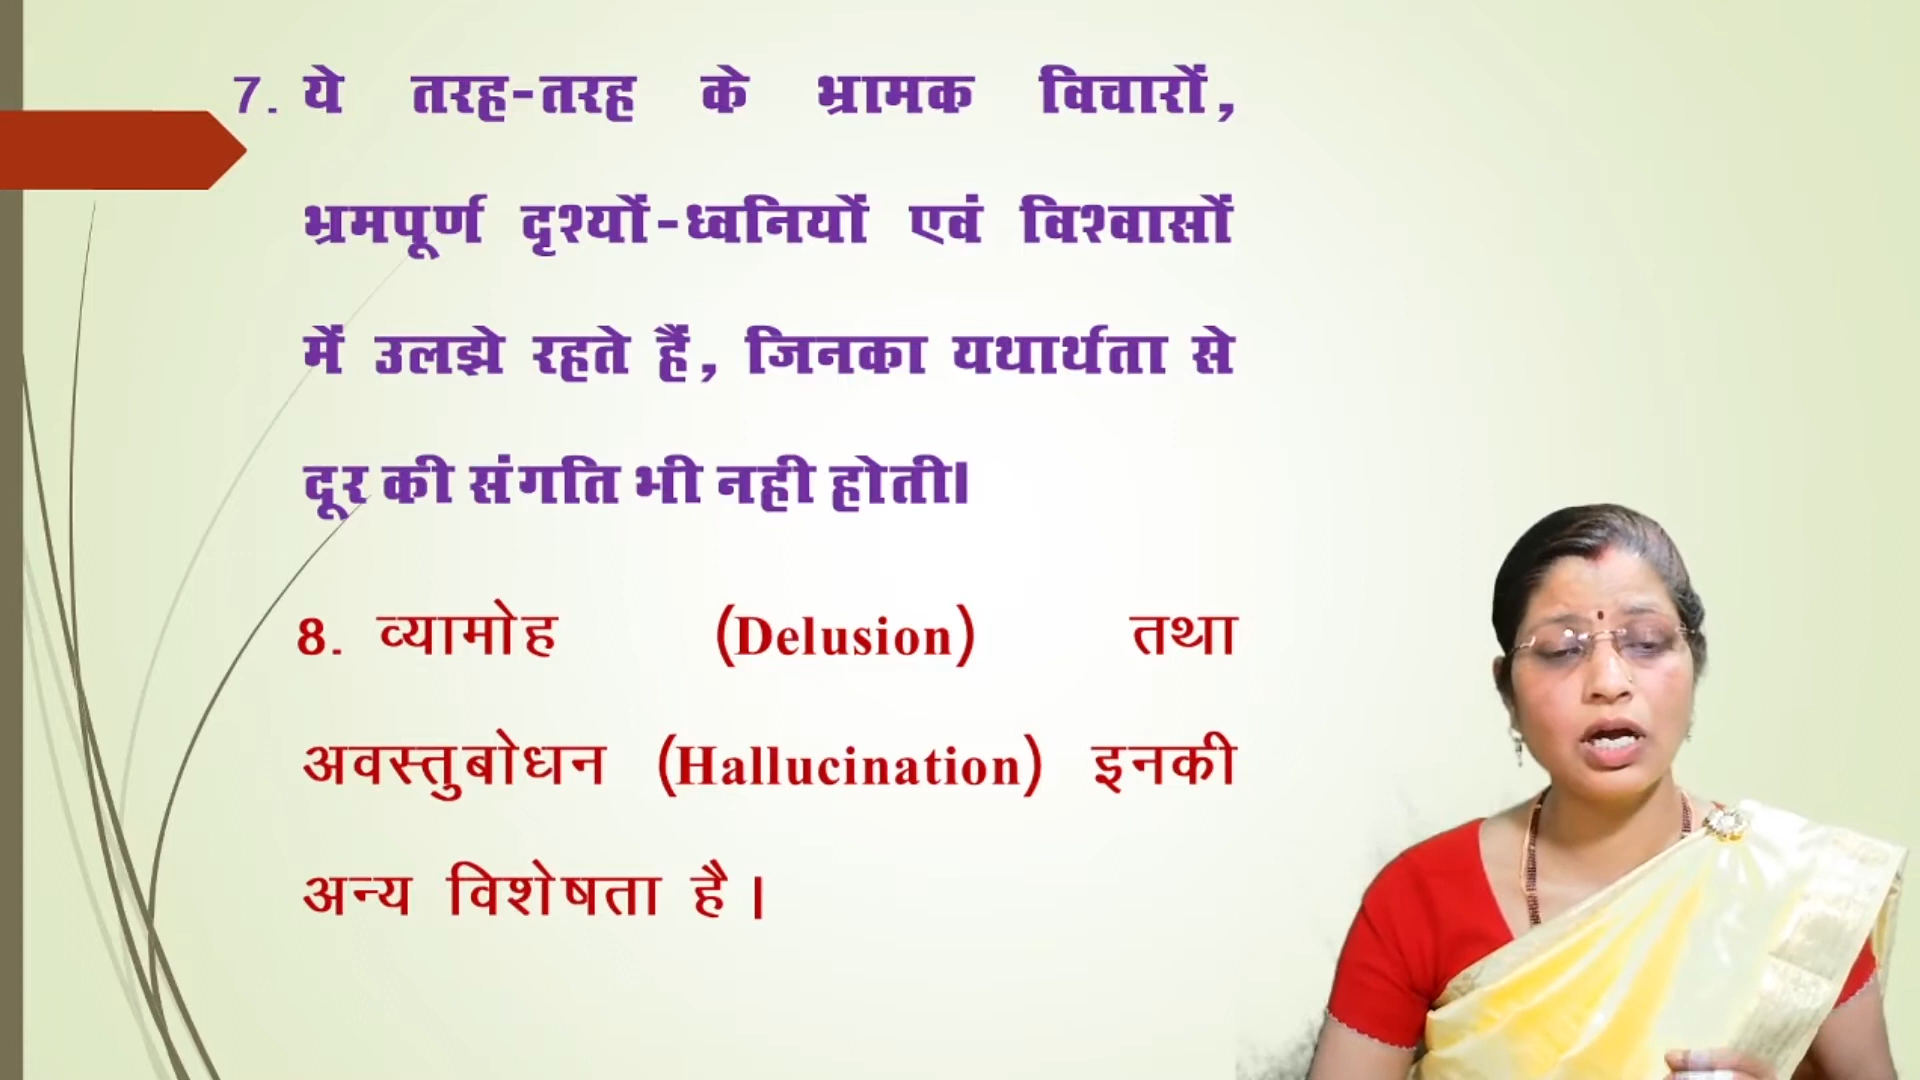 7. ये तरह-तरह के भ्रामक विचारों,
भ्रमपूर्ण दृश्यों-ध्वनियों एवं विश्वासों
में उलझे रहते हैं, जिनका यथार्थता से
दूर की संगति भी नही होती।
8. व्यामोह (Delusion) तथा
अवस्तुबोधन (Hallucination) इनकी
अन्य विशेषता है ।